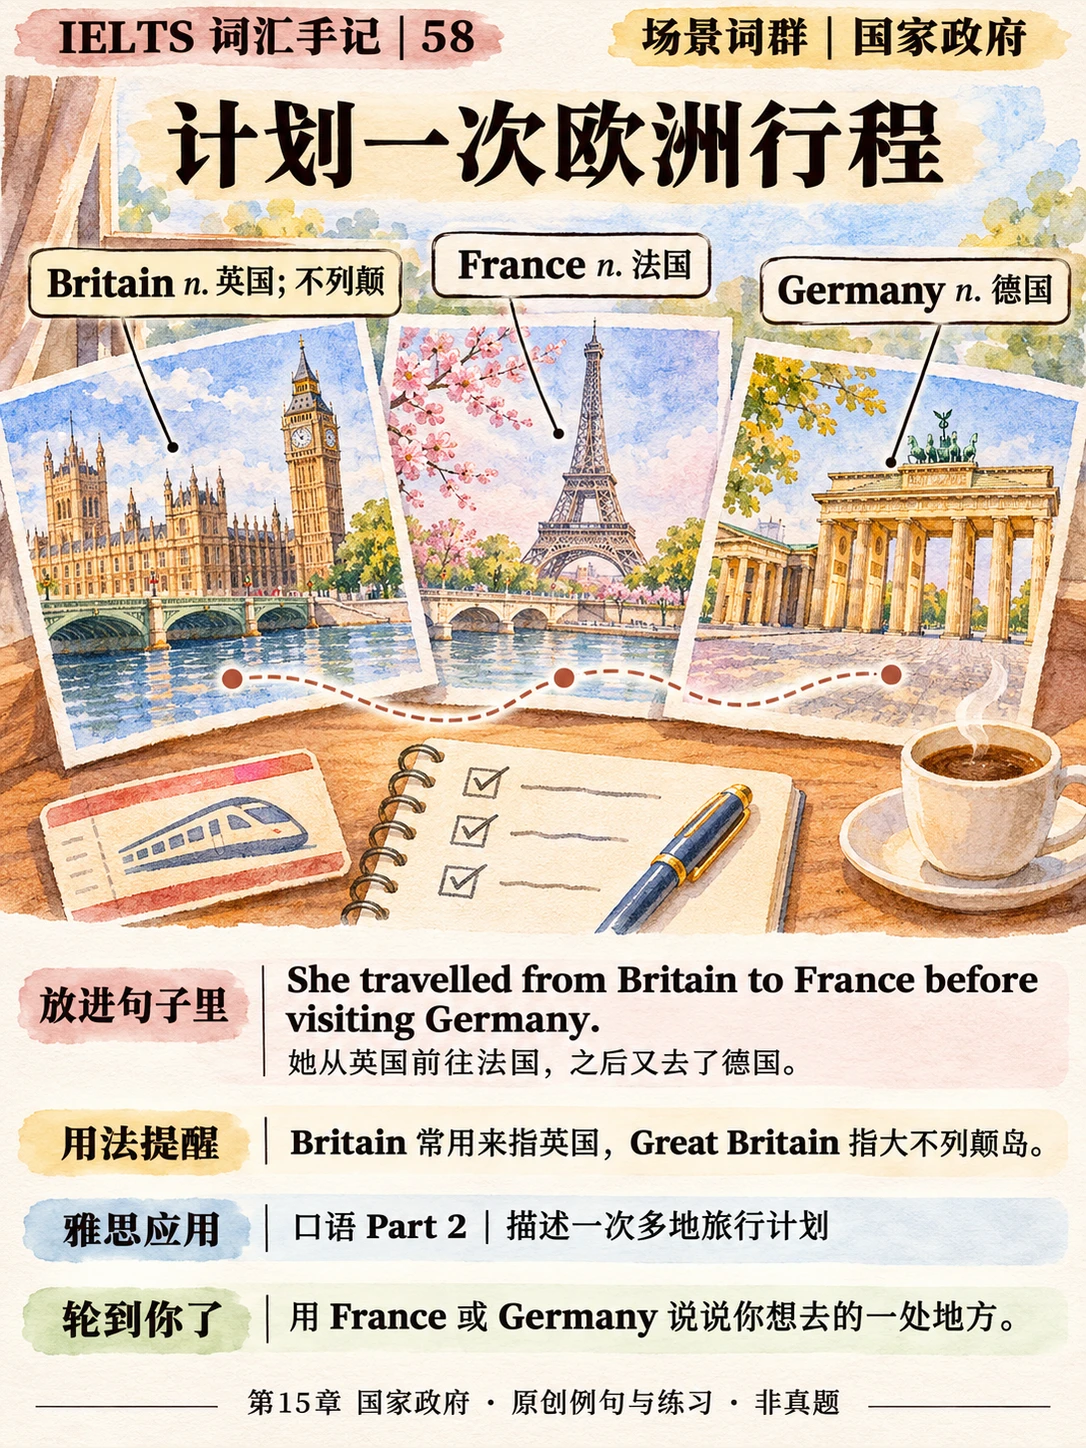 IELTS 词汇手记 | 58
场景词群 | 国家政府
计划一次欧洲行程
Britain n. 英国; 不列颠
France n. 法国
Germany n. 德国
放进句子里
She travelled from Britain to France before
visiting Germany.
她从英国前往法国，之后又去了德国。
用法提醒
Britain 常用来指英国，Great Britain 指大不列颠岛。
雅思应用
口语 Part 2 | 描述一次多地旅行计划
轮到你了
用 France 或 Germany 说说你想去的一处地方。
第15章 国家政府 · 原创例句与练习 · 非真题